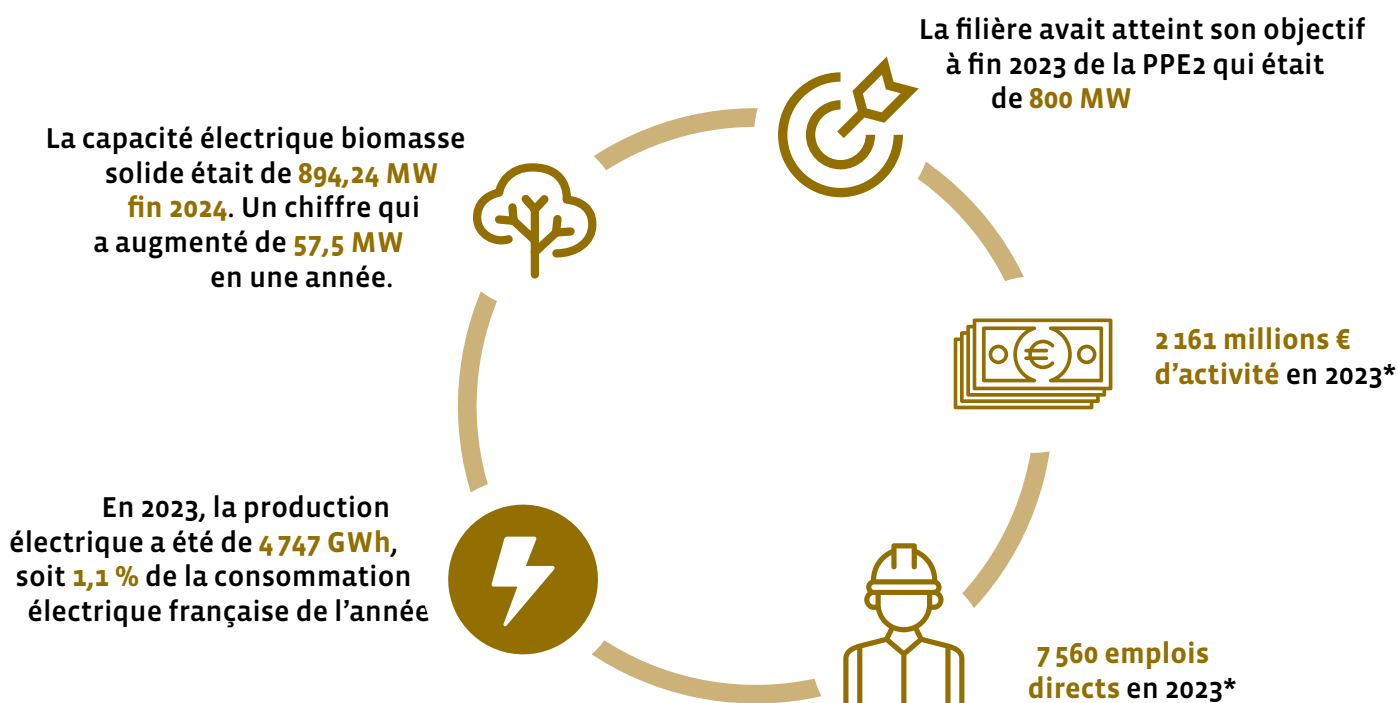 La filière avait atteint son objectif
à fin 2023 de la PPE2 qui était
de 800 MW
La capacité électrique biomasse
solide était de 894,24 MW
fin 2024. Un chiffre qui
a augmenté de 57,5 MW
en une année.
2 161 millions €
d’activité en 2023*
En 2023, la production
électrique a été de 4 747 GWh,
soit 1,1 % de la consommation
électrique française de l’année
7 560 emplois
directs en 2023*